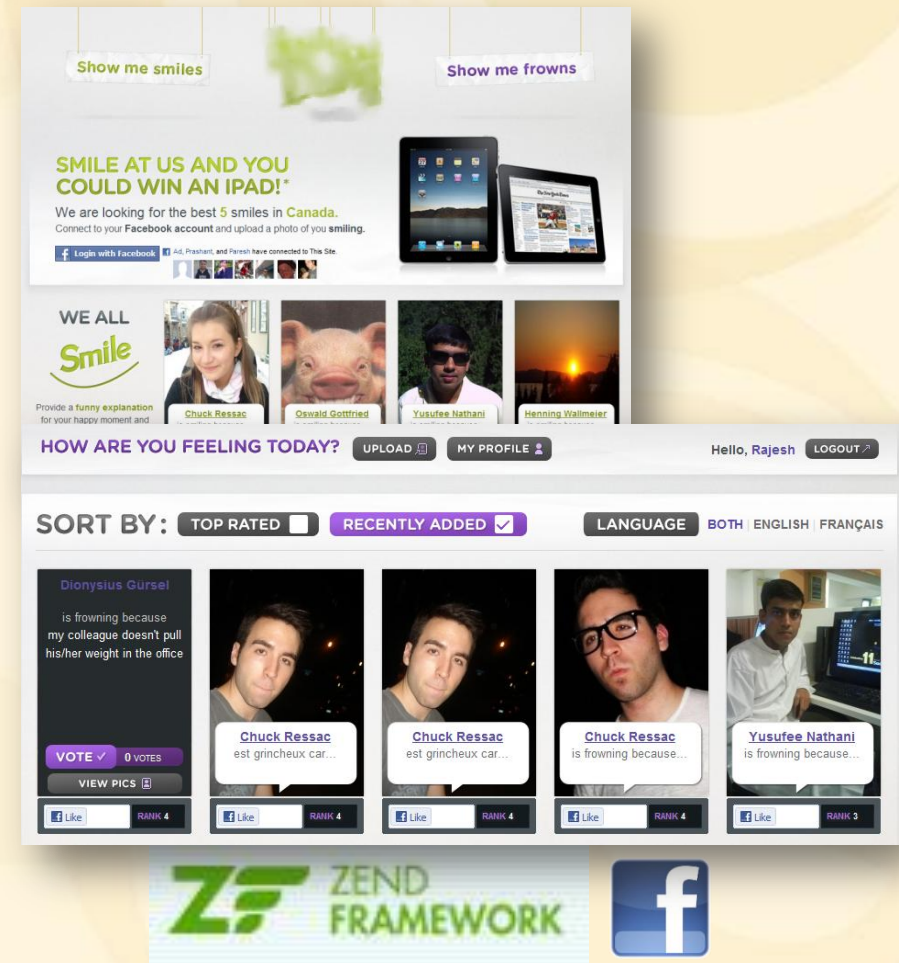 Show me smiles
Show me frowns
SMILE AT US AND YOU
COULD WIN AN IPAD!*
We are looking for the best 5 smiles in Canada.
Connect to your Facebook account and upload a photo of you smiling.
Login with Facebook
Ad, Prashant, and Paresh have connected to This Site.
The New York Times
WE ALL
Smile
Provide a funny explanation
for your happy moment and
Chuck Ressac
Oswald Gottfried
Yusufee Nathani
Henning Wallmeier
HOW ARE YOU FEELING TODAY?
UPLOAD
MY PROFILE
Hello, Rajesh
LOGOUT
SORT BY:
TOP RATED
RECENTLY ADDED
LANGUAGE
BOTH | ENGLISH | FRANÇAIS
Dionysius Gürsel
is frowning because
my colleague doesn't pull
his/her weight in the office
VOTE
0 VOTES
VIEW PICS
Chuck Ressac
est grincheux car...
Chuck Ressac
est grincheux car...
Chuck Ressac
is frowning because...
Yusufee Nathani
is frowning because...
Like
RANK 4
Like
RANK 4
Like
RANK 4
Like
RANK 4
Like
RANK 3
ZF
ZEND
FRAMEWORK
f